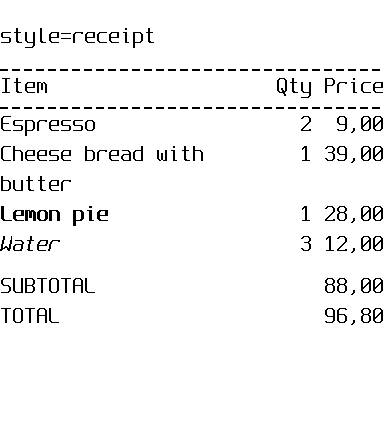 style=receipt
Item Qty Price
Espresso 2 9,00
Cheese bread with 1 39,00
butter
Lemon pie 1 28,00
Water 3 12,00
SUBTOTAL 88,00
TOTAL 96,80